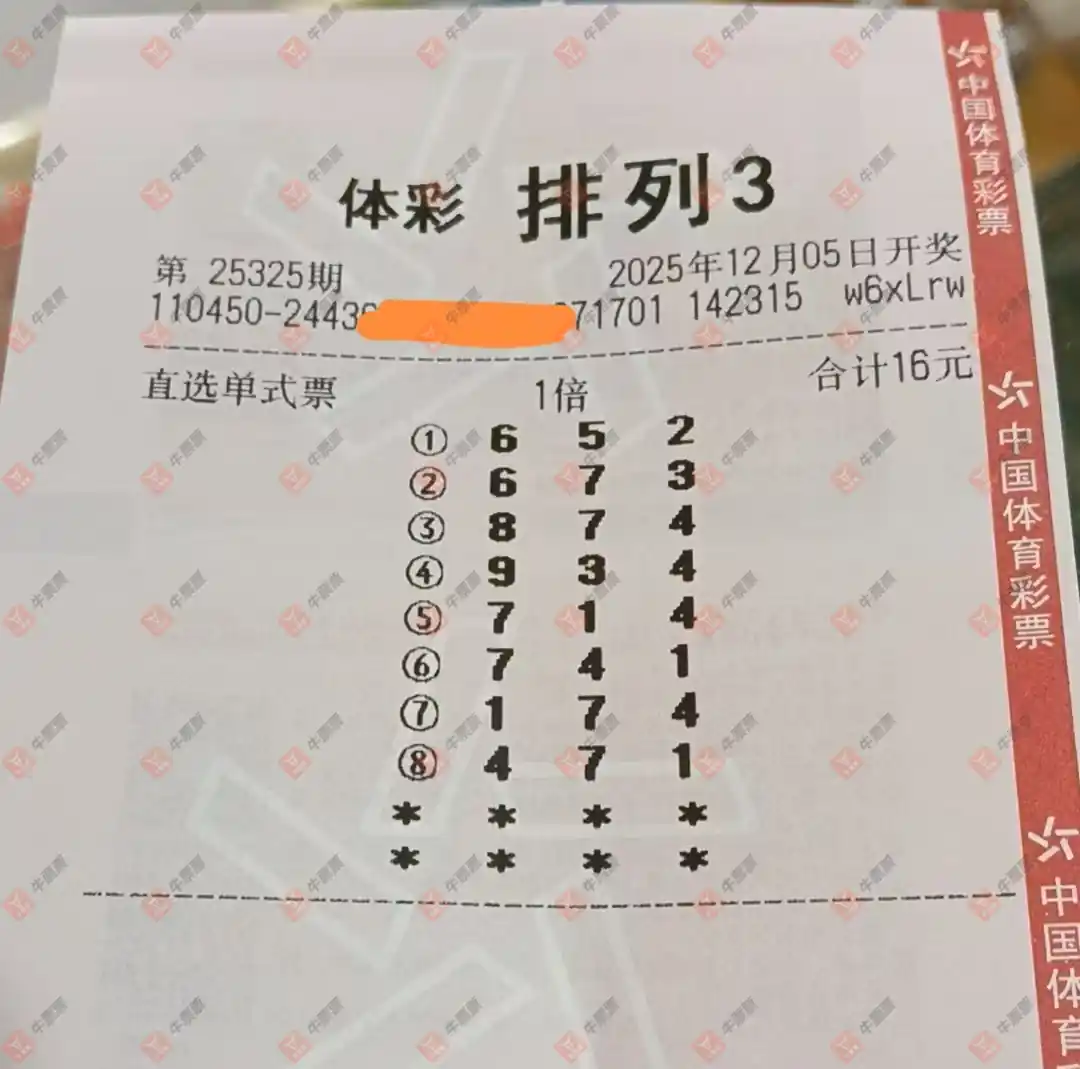 体彩 排列3
第 25325期 2025年12月05日开奖
110450-2443 71701 142315 w6xLrw
直选单式票 1倍 合计16元
① 6 5 2
② 6 7 3
③ 8 7 4
④ 9 3 4
⑤ 7 1 4
⑥ 7 4 1
⑦ 1 7 4
⑧ 4 7 1
* * * *
* * * *
中国体育彩票
中国体育彩票
中国体育
牛票票